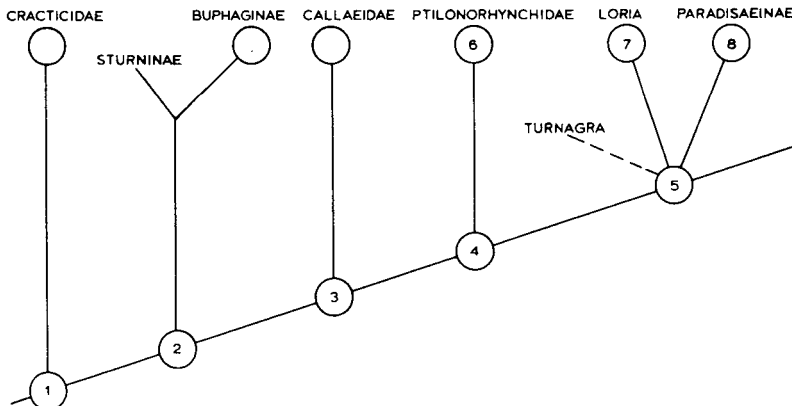 CRACTICIDAE
BUPHAGINAE
CALLAEIDAE
PTILONORHYNCHIDAE
LORIA
PARADISAEINAE
STURNINAE
6
7
8
TURNAGRA
5
4
3
2
1